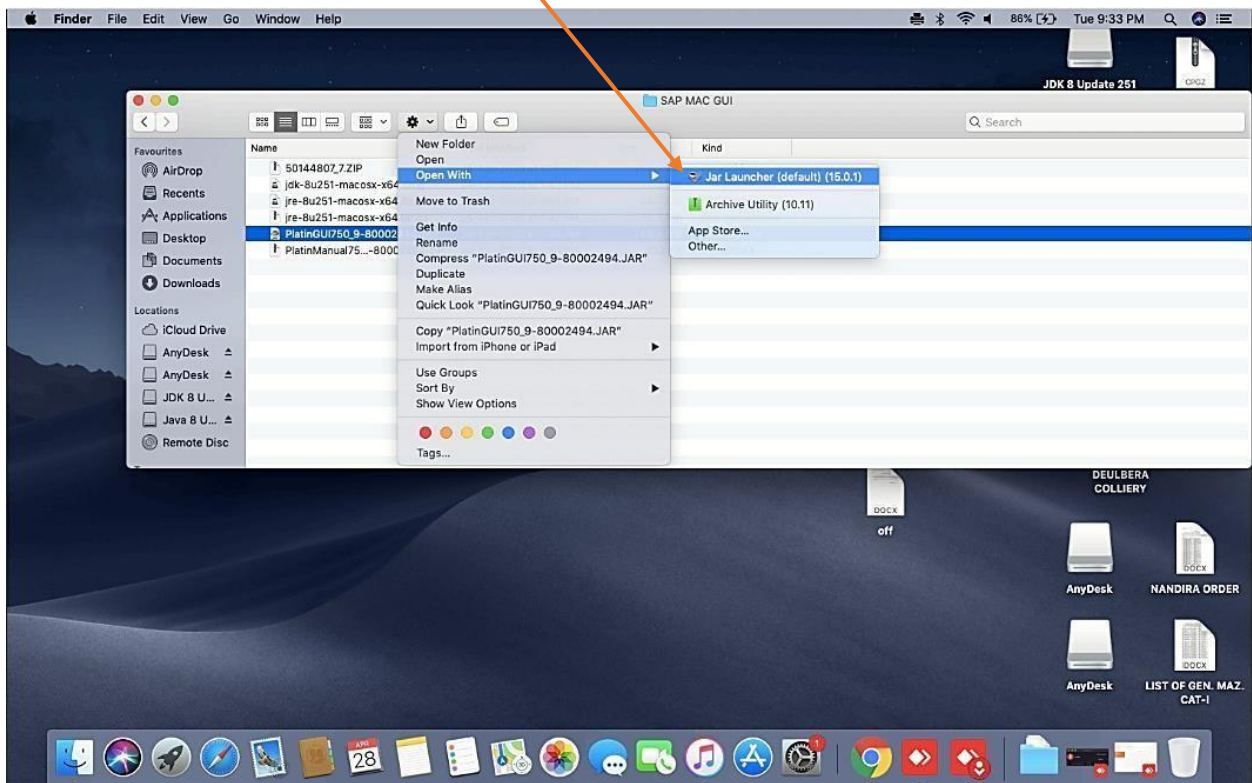 Finder File Edit View Go Window Help
86% Tue 9:33 PM
JDK 8 Update 251
CPGZ
SAP MAC GUI
Search
Favourites
AirDrop
Recents
Applications
Desktop
Documents
Downloads
Locations
iCloud Drive
AnyDesk
AnyDesk
JDK 8 U...
Java 8 U...
Remote Disc
Name
Kind
50144807_7.ZIP
jdk-8u251-macosx-x64
jre-8u251-macosx-x64
jre-8u251-macosx-x64
PlatinGUI750_9-80002
PlatinManual75...-8000
New Folder
Open
Open With
Move to Trash
Get Info
Rename
Compress "PlatinGUI750_9-80002494.JAR"
Duplicate
Make Alias
Quick Look "PlatinGUI750_9-80002494.JAR"
Copy "PlatinGUI750_9-80002494.JAR"
Import from iPhone or iPad
Use Groups
Sort By
Show View Options
Tags...
Jar Launcher (default) (15.0.1)
Archive Utility (10.11)
App Store...
Other...
DEULBERA
COLLIERY
DOCX
off
AnyDesk
DOCX
NANDIRA ORDER
AnyDesk
DOCX
LIST OF GEN. MAZ.
CAT-I
APR
28